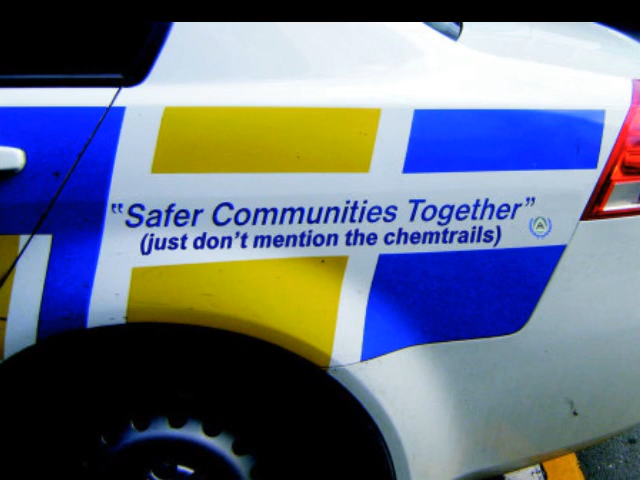 "Safer Communities Together"
(just don't mention the chemtrails)